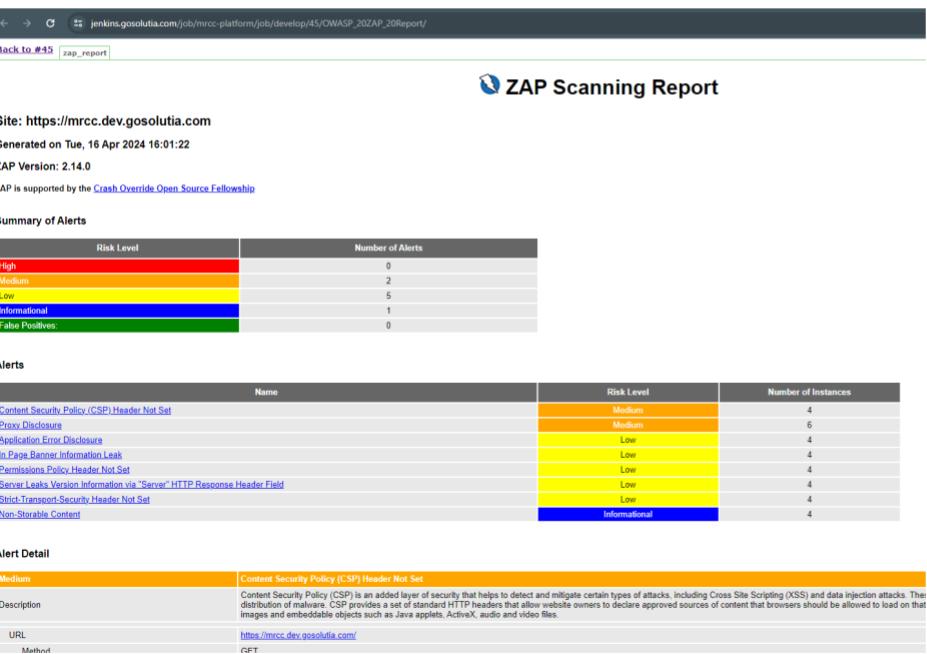 jenkins.gosolutia.com/job/mrcc-platform/job/develop/45/OWASP_20ZAP_20Report/
Back to #45 zap_report
ZAP Scanning Report
Site: https://mrcc.dev.gosolutia.com
Generated on Tue, 16 Apr 2024 16:01:22
ZAP Version: 2.14.0
ZAP is supported by the Crash Override Open Source Fellowship
Summary of Alerts
Risk Level Number of Alerts
High 0
Medium 2
Low 5
Informational 1
False Positives: 0
Alerts
Name Risk Level Number of Instances
Content Security Policy (CSP) Header Not Set Medium 4
Proxy Disclosure Medium 6
Application Error Disclosure Low 4
In Page Banner Information Leak Low 4
Permissions Policy Header Not Set Low 4
Server Leaks Version Information via "Server" HTTP Response Header Field Low 4
Strict-Transport-Security Header Not Set Low 4
Non-Storable Content Informational 4
Alert Detail
Medium Content Security Policy (CSP) Header Not Set
Description Content Security Policy (CSP) is an added layer of security that helps to detect and mitigate certain types of attacks, including Cross Site Scripting (XSS) and data injection attacks. Thes
distribution of malware. CSP provides a set of standard HTTP headers that allow website owners to declare approved sources of content that browsers should be allowed to load on that
images and embeddable objects such as Java applets, ActiveX, audio and video files.
URL https://mrcc.dev.gosolutia.com/
Method GET